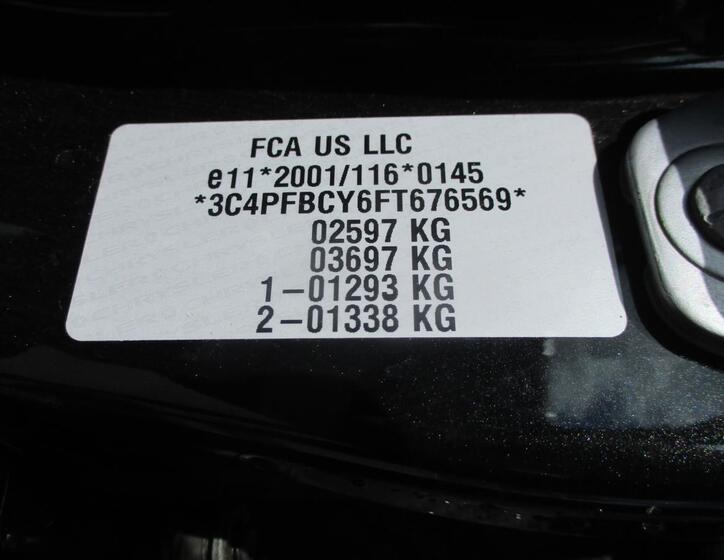 FCA US LLC
e11*2001/116*0145
*3C4PFBCY6FT676569*
02597 KG
03697 KG
1-01293 KG
2-01338 KG